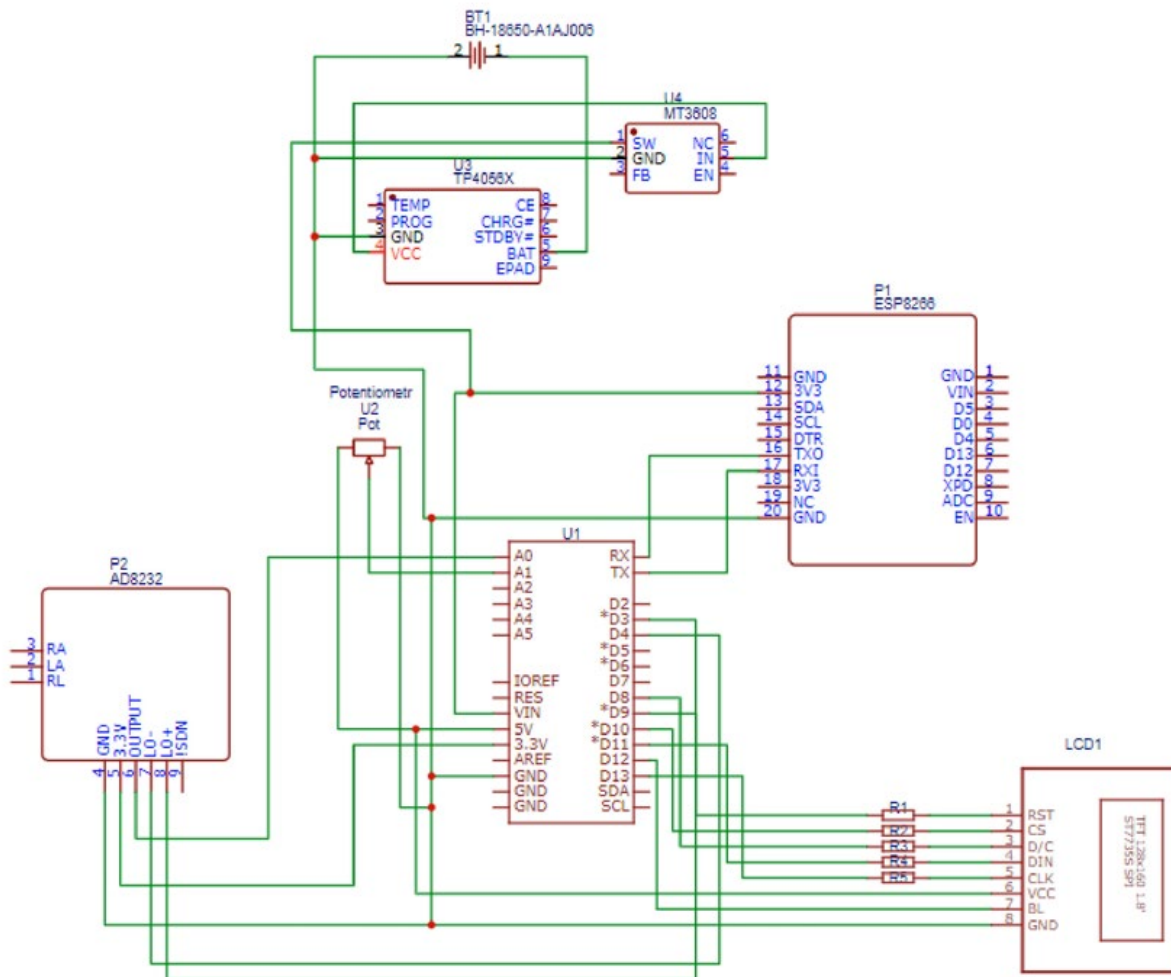 BT1
BH-18650-A1AJ006
2 1
U4
MT3608
1 SW NC 6
2 GND IN 5
3 FB EN 4
U3
TP4056X
1 TEMP CE 8
2 PROG CHRG# 7
3 GND STDBY# 6
4 VCC BAT 5
EPAD 9
P1
ESP8266
11 GND GND 1
12 3V3 VIN 2
13 SDA D5 3
14 SCL D0 4
15 DTR D4 5
16 TXO D13 6
17 RXI D12 7
18 3V3 XPD 8
19 NC ADC 9
20 GND EN 10
Potentiometr
U2
Pot
U1
A0 RX
A1 TX
A2
A3 D2
A4 *D3
A5 D4
*D5
*D6
IOREF D7
RES D8
VIN *D9
5V *D10
3.3V *D11
AREF D12
GND D13
GND SDA
GND SCL
P2
AD8232
3 RA
2 LA
1 RL
GND 3.3V OUTPUT LO- LO+ !SDN
4 5 6 7 8 9
LCD1
R1 1 RST
R2 2 CS
R3 3 D/C
R4 4 DIN
R5 5 CLK
6 VCC
7 BL
8 GND
TFT 128x160 1.8'
ST7735S SPI